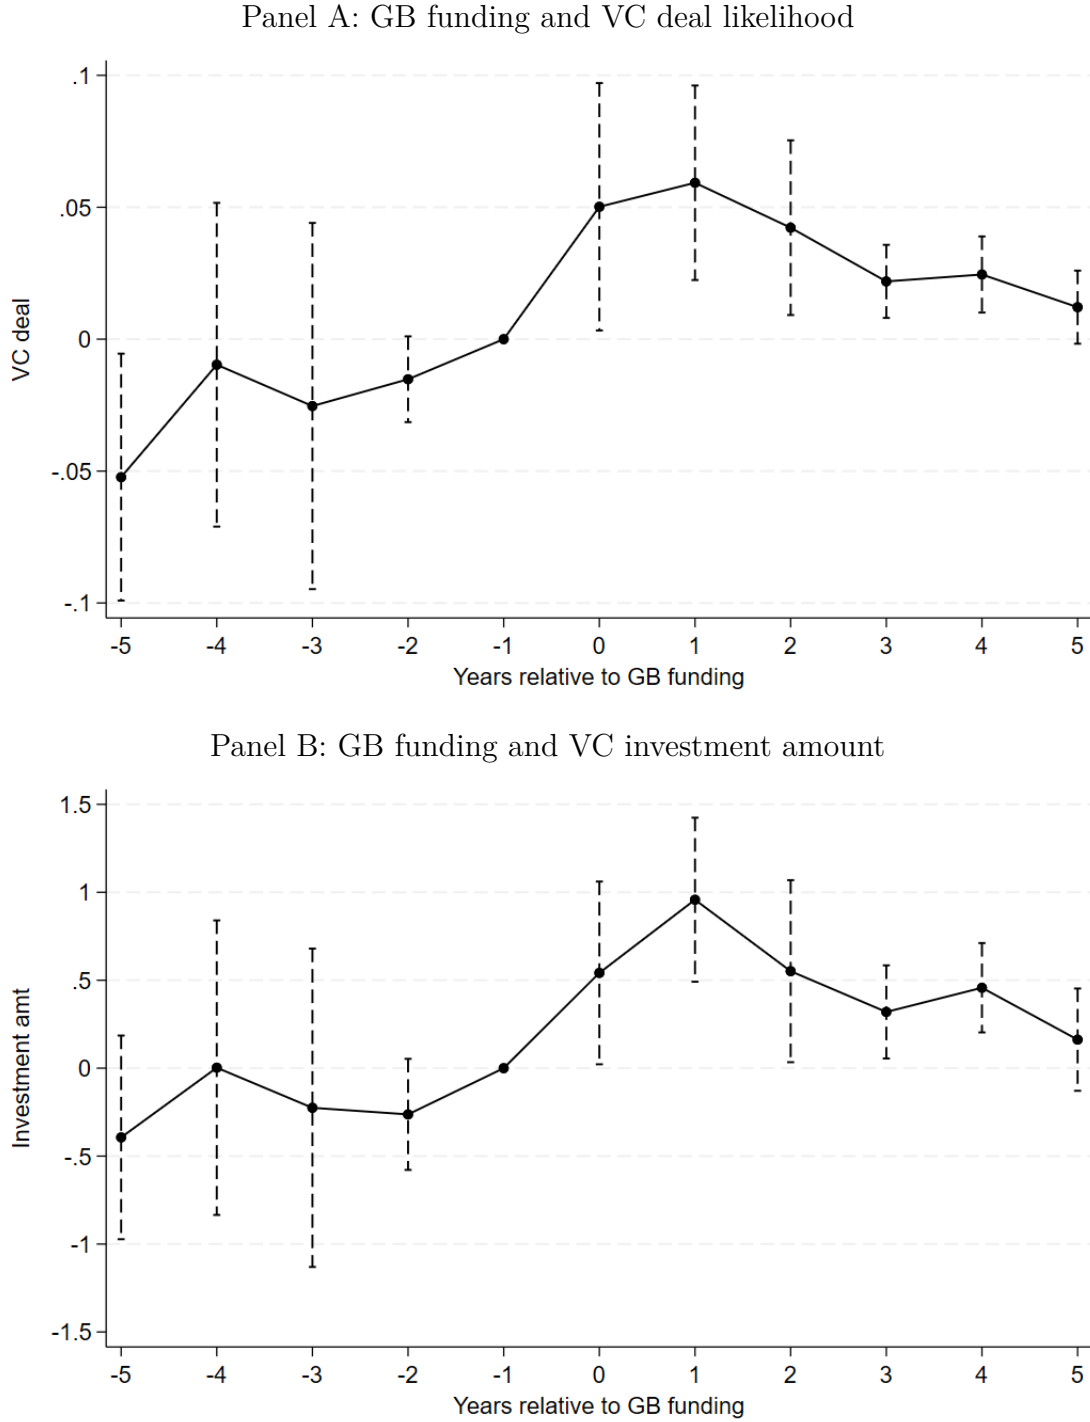 Panel A: GB funding and VC deal likelihood
.1
.05
0
-.05
-.1
VC deal
-5 -4 -3 -2 -1 0 1 2 3 4 5
Years relative to GB funding
Panel B: GB funding and VC investment amount
1.5
1
.5
0
-.5
-1
-1.5
Investment amt
-5 -4 -3 -2 -1 0 1 2 3 4 5
Years relative to GB funding